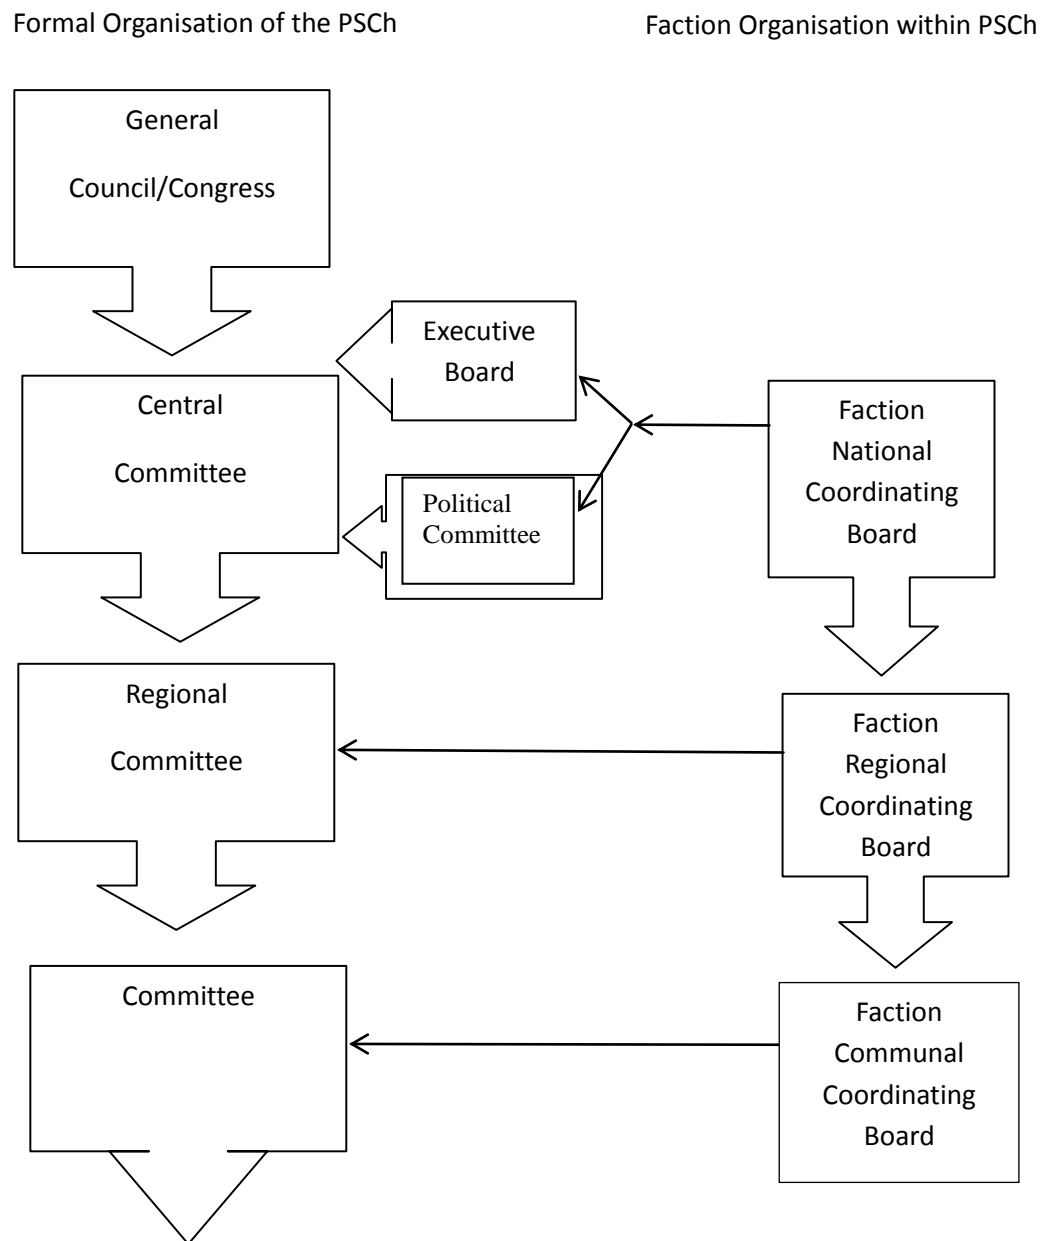 Formal Organisation of the PSCh
Faction Organisation within PSCh
General
Council/Congress
Executive
Board
Central
Committee
Faction
National
Coordinating
Board
Political
Committee
Regional
Committee
Faction
Regional
Coordinating
Board
Committee
Faction
Communal
Coordinating
Board